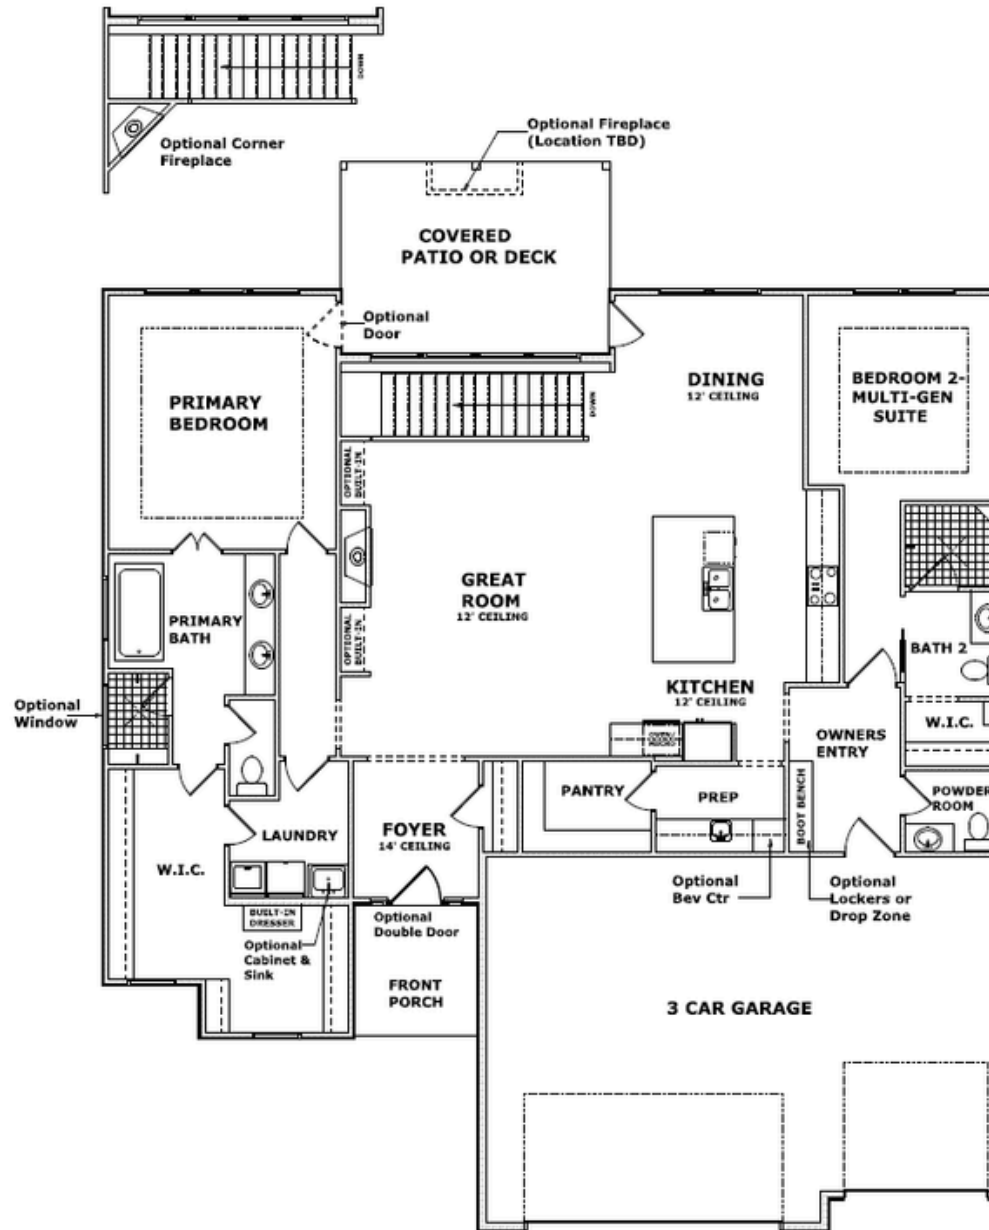 DOWN
Optional Corner
Fireplace
Optional Fireplace
(Location TBD)
COVERED
PATIO OR DECK
Optional
Door
PRIMARY
BEDROOM
DOWN
DINING
12' CEILING
BEDROOM 2-
MULTI-GEN
SUITE
OPTIONAL
BUILT-IN
GREAT
ROOM
12' CEILING
PRIMARY
BATH
OPTIONAL
BUILT-IN
BATH 2
Optional
Window
KITCHEN
12' CEILING
OWNERS
ENTRY
W.I.C.
PANTRY
PREP
BOOT BENCH
POWDER
ROOM
LAUNDRY
FOYER
14' CEILING
W.I.C.
Optional
Bev Ctr
Optional
Lockers or
Drop Zone
BUILT-IN
DRESSER
Optional
Cabinet &
Sink
Optional
Double Door
FRONT
PORCH
3 CAR GARAGE